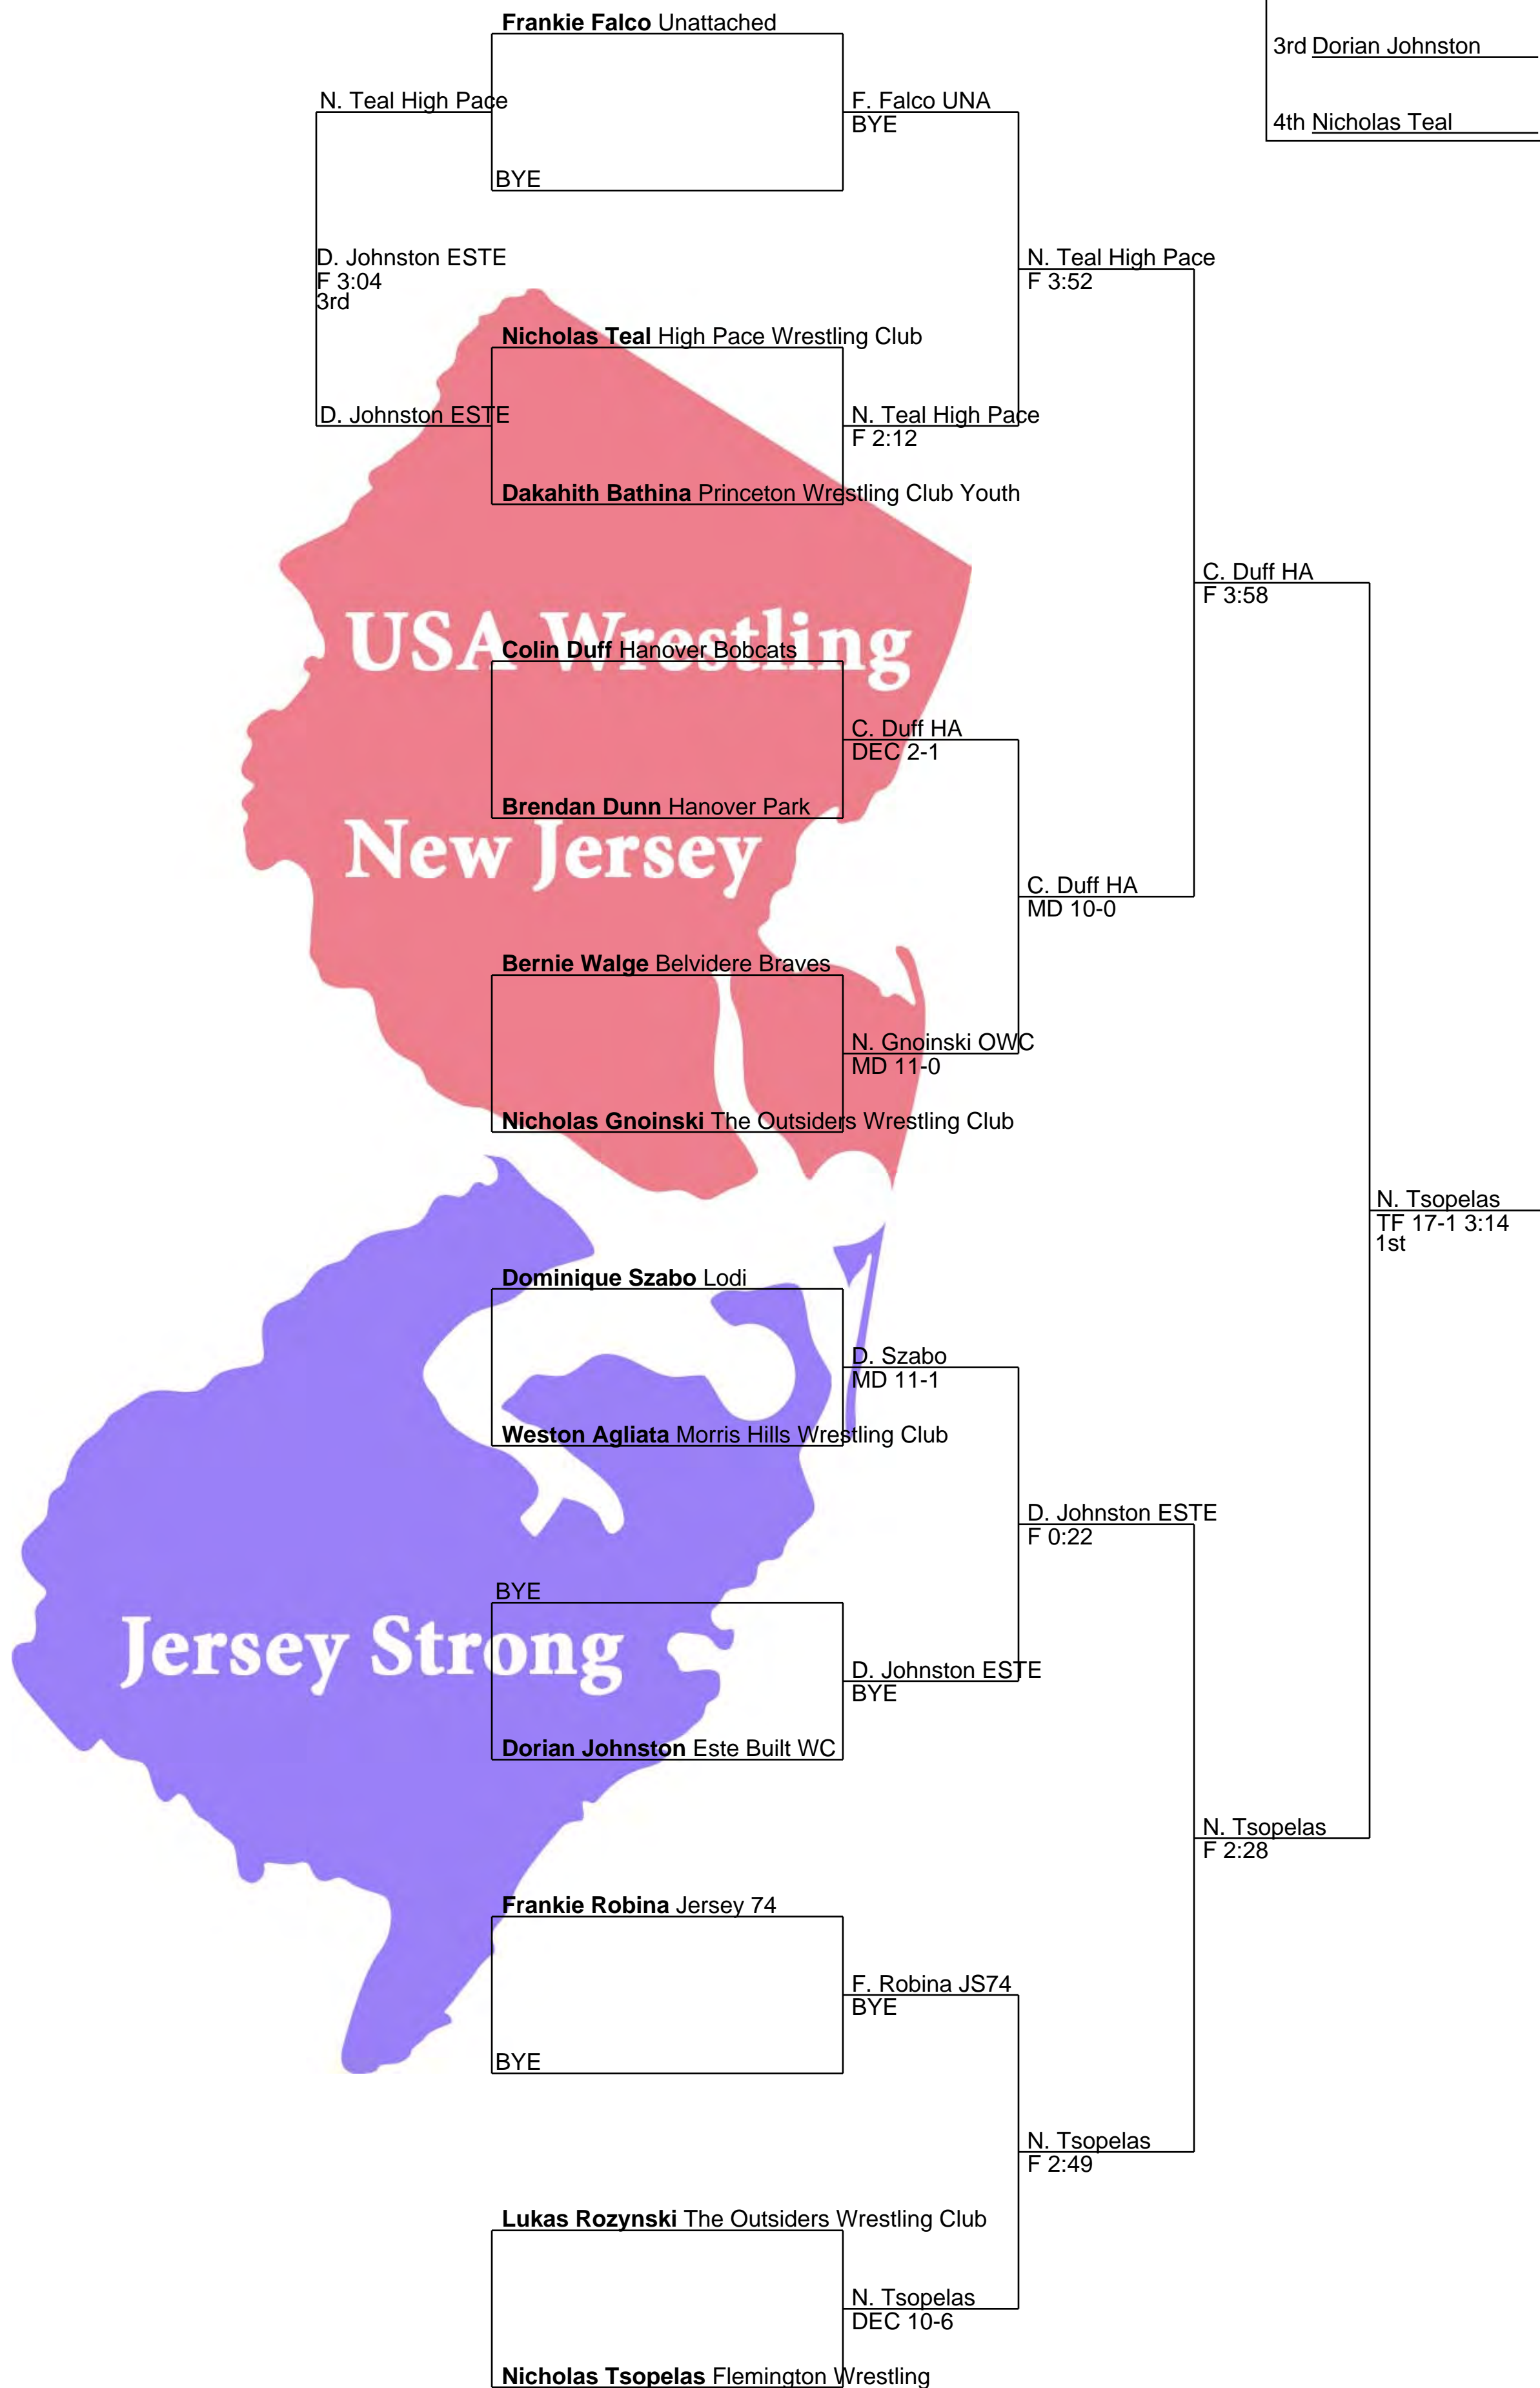 Frankie Falco Unattached
3rd Dorian Johnston
N. Teal High Pace
F. Falco UNA
BYE
4th Nicholas Teal
BYE
D. Johnston ESTE
F 3:04
3rd
N. Teal High Pace
F 3:52
Nicholas Teal High Pace Wrestling Club
D. Johnston ESTE
N. Teal High Pace
F 2:12
Dakahith Bathina Princeton Wrestling Club Youth
C. Duff HA
F 3:58
USA Wrestling
Colin Duff Hanover Bobcats
C. Duff HA
DEC 2-1
Brendan Dunn Hanover Park
New Jersey
C. Duff HA
MD 10-0
Bernie Walge Belvidere Braves
N. Gnoinski OWC
MD 11-0
Nicholas Gnoinski The Outsiders Wrestling Club
N. Tsopelas
TF 17-1 3:14
1st
Dominique Szabo Lodi
D. Szabo
MD 11-1
Weston Agliata Morris Hills Wrestling Club
D. Johnston ESTE
F 0:22
BYE
Jersey Strong
D. Johnston ESTE
BYE
Dorian Johnston Este Built WC
N. Tsopelas
F 2:28
Frankie Robina Jersey 74
F. Robina JS74
BYE
BYE
N. Tsopelas
F 2:49
Lukas Rozynski The Outsiders Wrestling Club
N. Tsopelas
DEC 10-6
Nicholas Tsopelas Flemington Wrestling